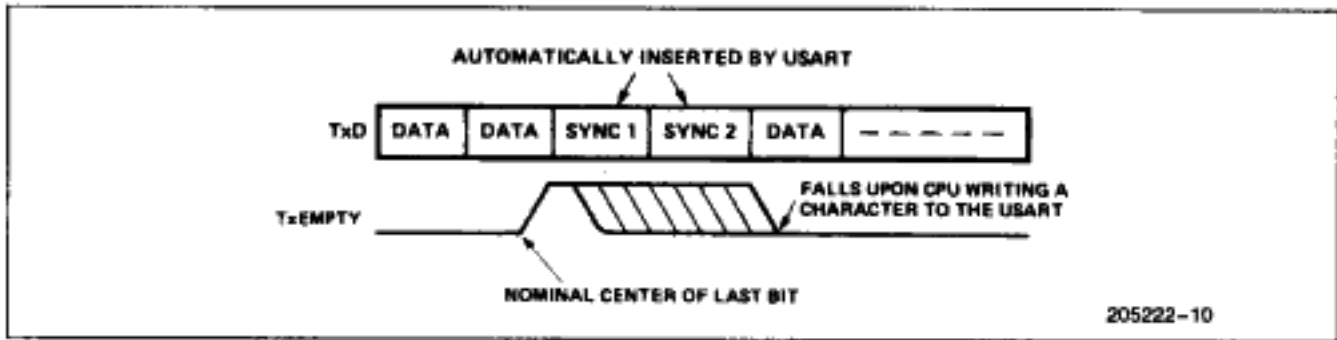 AUTOMATICALLY INSERTED BY USART
TxD DATA DATA SYNC 1 SYNC 2 DATA
TxEMPTY
FALLS UPON CPU WRITING A
CHARACTER TO THE USART
NOMINAL CENTER OF LAST BIT
205222-10